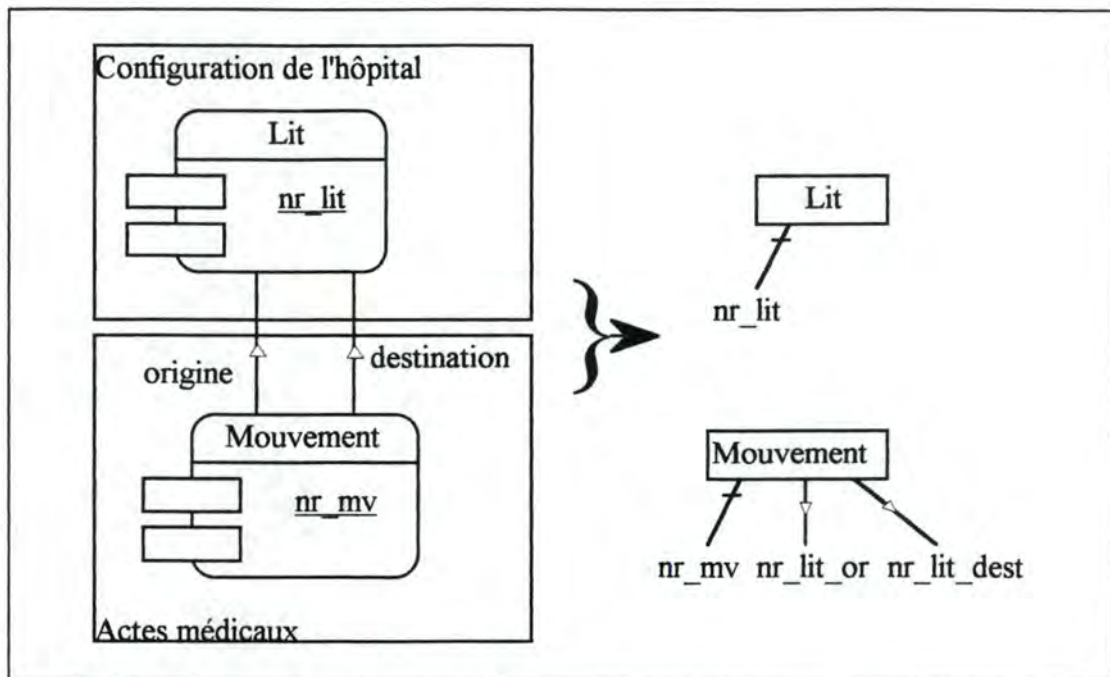 Configuration de l'hôpital
Lit
nr_lit
origine
destination
Mouvement
nr_mv
Actes médicaux
Lit
nr_lit
Mouvement
nr_mv nr_lit_or nr_lit_dest